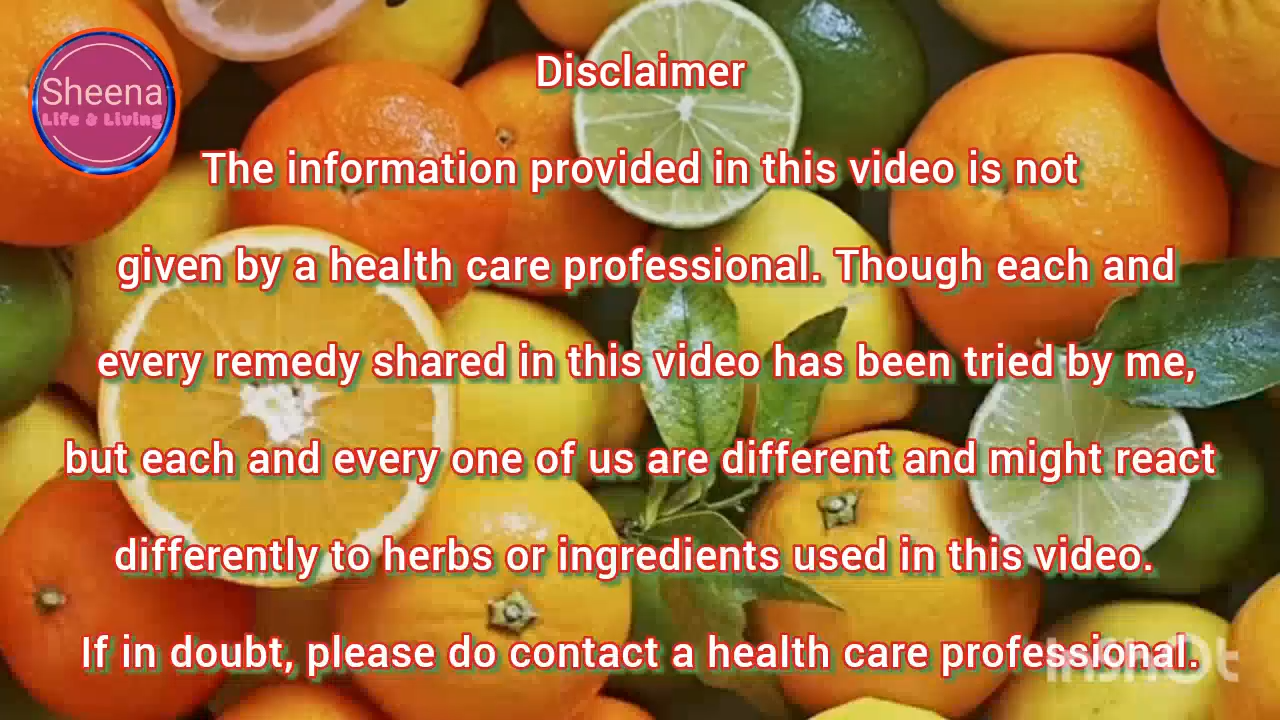 Sheena
Life & Living
Disclaimer
The information provided in this video is not
given by a health care professional. Though each and
every remedy shared in this video has been tried by me,
but each and every one of us are different and might react
differently to herbs or ingredients used in this video.
If in doubt, please do contact a health care professional.
InShOt